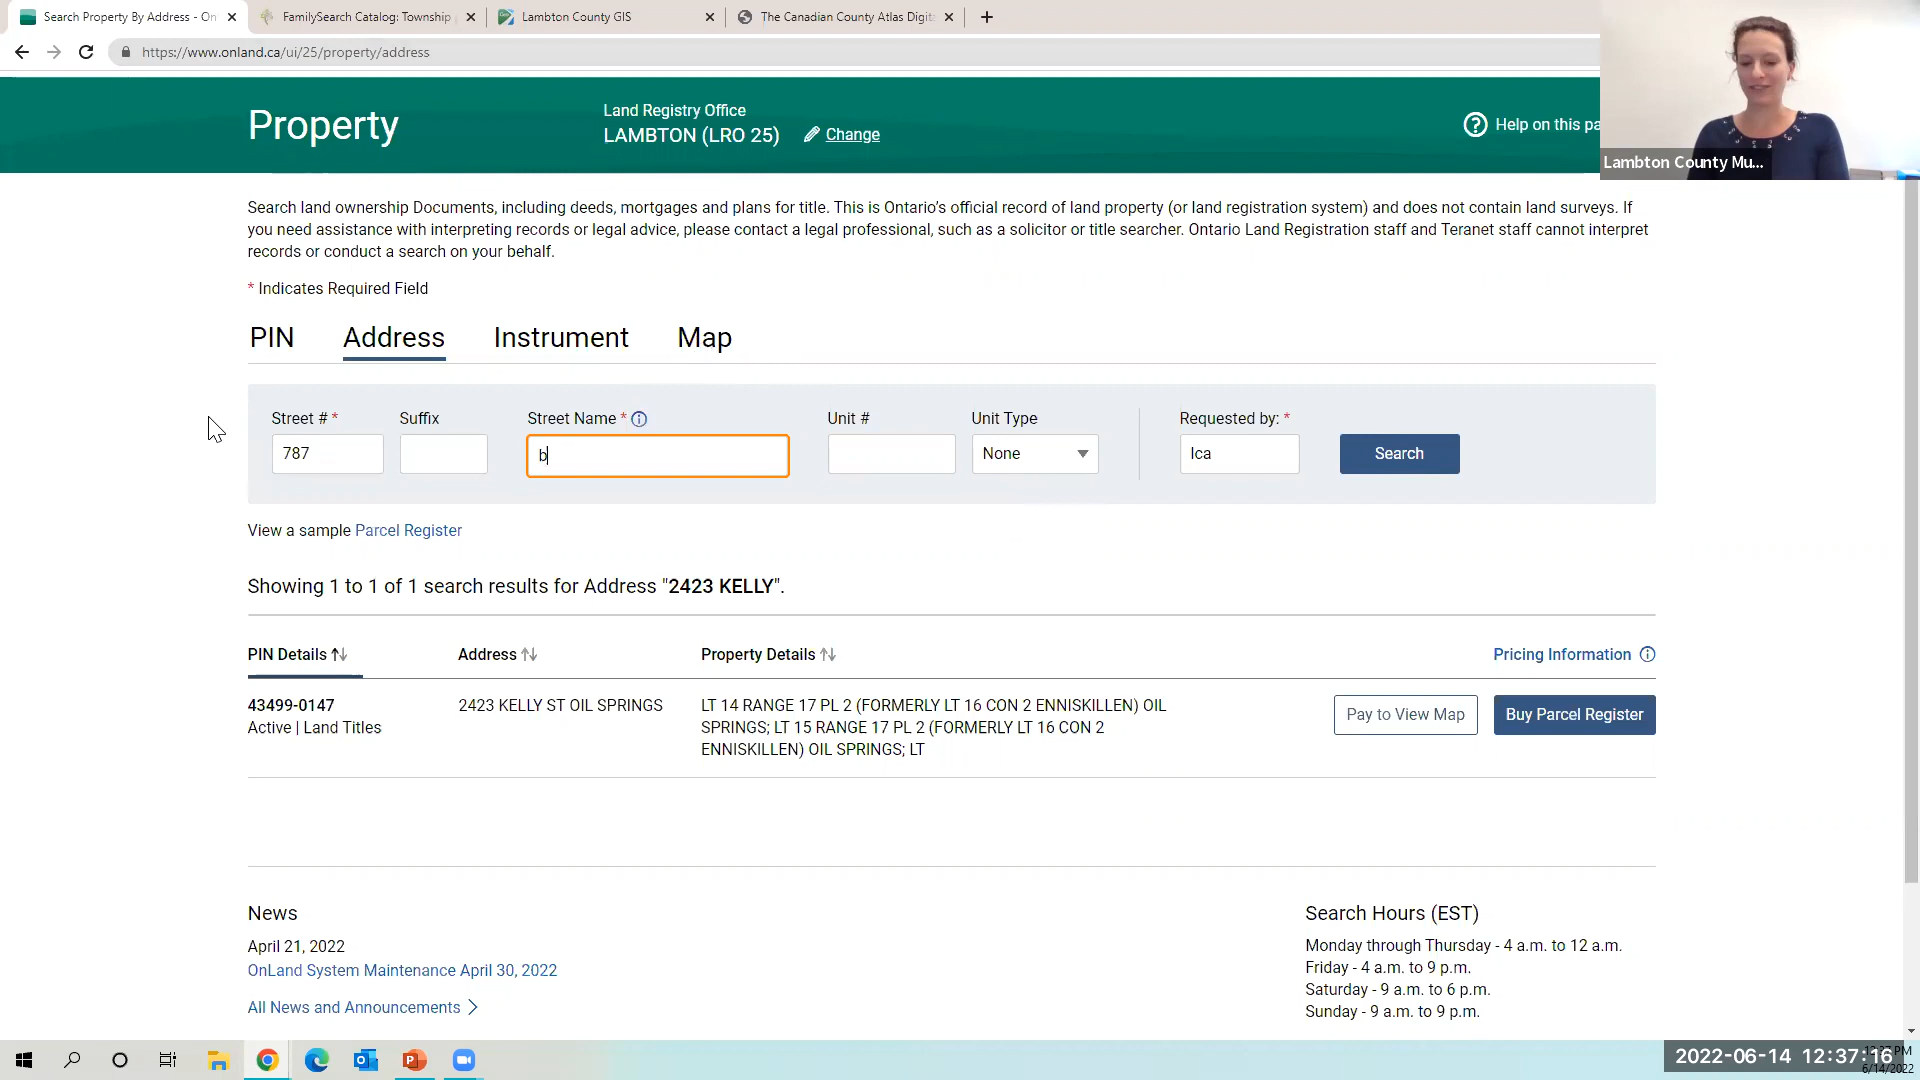 Search Property By Address - On
FamilySearch Catalog: Township
Lambton County GIS
The Canadian County Atlas Digit
https://www.onland.ca/ui/25/property/address
Property
Land Registry Office
LAMBTON (LRO 25)
Change
Help on this pa
Lambton County Mu...
Search land ownership Documents, including deeds, mortgages and plans for title. This is Ontario's official record of land property (or land registration system) and does not contain land surveys. If
you need assistance with interpreting records or legal advice, please contact a legal professional, such as a solicitor or title searcher. Ontario Land Registration staff and Teranet staff cannot interpret
records or conduct a search on your behalf.
* Indicates Required Field
PIN Address Instrument Map
Street # * Suffix Street Name * Unit # Unit Type Requested by: *
787 b None lca Search
View a sample Parcel Register
Showing 1 to 1 of 1 search results for Address "2423 KELLY".
PIN Details Address Property Details Pricing Information
43499-0147 2423 KELLY ST OIL SPRINGS LT 14 RANGE 17 PL 2 (FORMERLY LT 16 CON 2 ENNISKILLEN) OIL
Active | Land Titles SPRINGS; LT 15 RANGE 17 PL 2 (FORMERLY LT 16 CON 2
ENNISKILLEN) OIL SPRINGS; LT
Pay to View Map Buy Parcel Register
News
April 21, 2022
OnLand System Maintenance April 30, 2022
All News and Announcements
Search Hours (EST)
Monday through Thursday - 4 a.m. to 12 a.m.
Friday - 4 a.m. to 9 p.m.
Saturday - 9 a.m. to 6 p.m.
Sunday - 9 a.m. to 9 p.m.
2022-06-14 12:37:16
6/14/2022